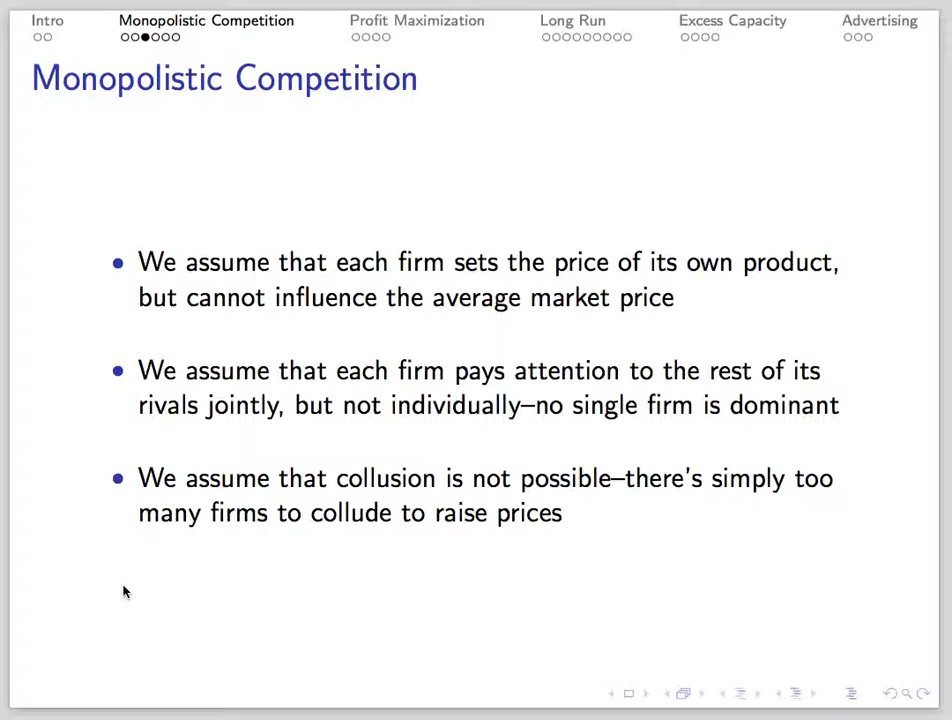 Intro Monopolistic Competition Profit Maximization Long Run Excess Capacity Advertising
Monopolistic Competition
We assume that each firm sets the price of its own product,
but cannot influence the average market price
We assume that each firm pays attention to the rest of its
rivals jointly, but not individually–no single firm is dominant
We assume that collusion is not possible–there's simply too
many firms to collude to raise prices